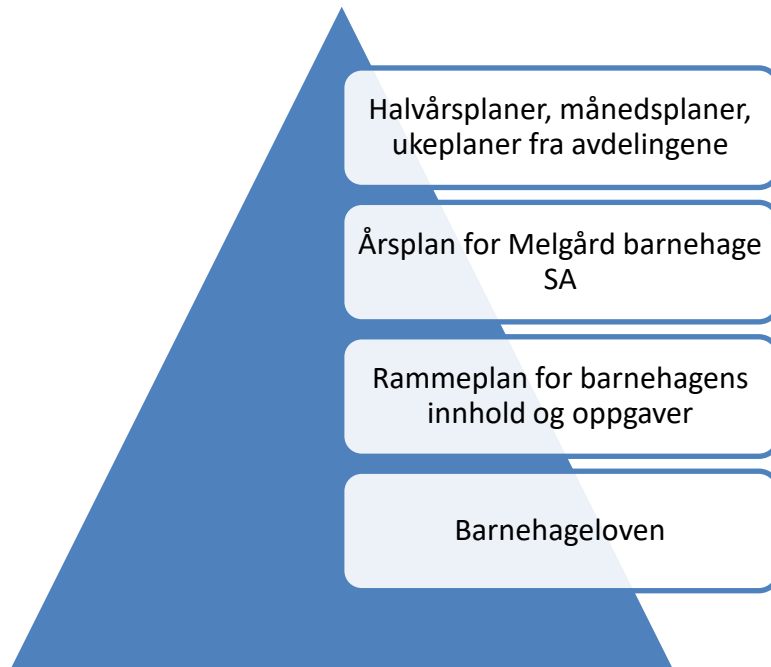 Halvårsplaner, månedsplaner,
ukeplaner fra avdelingene
Årsplan for Melgård barnehage
SA
Rammeplan for barnehagens
innhold og oppgaver
Barnehageloven